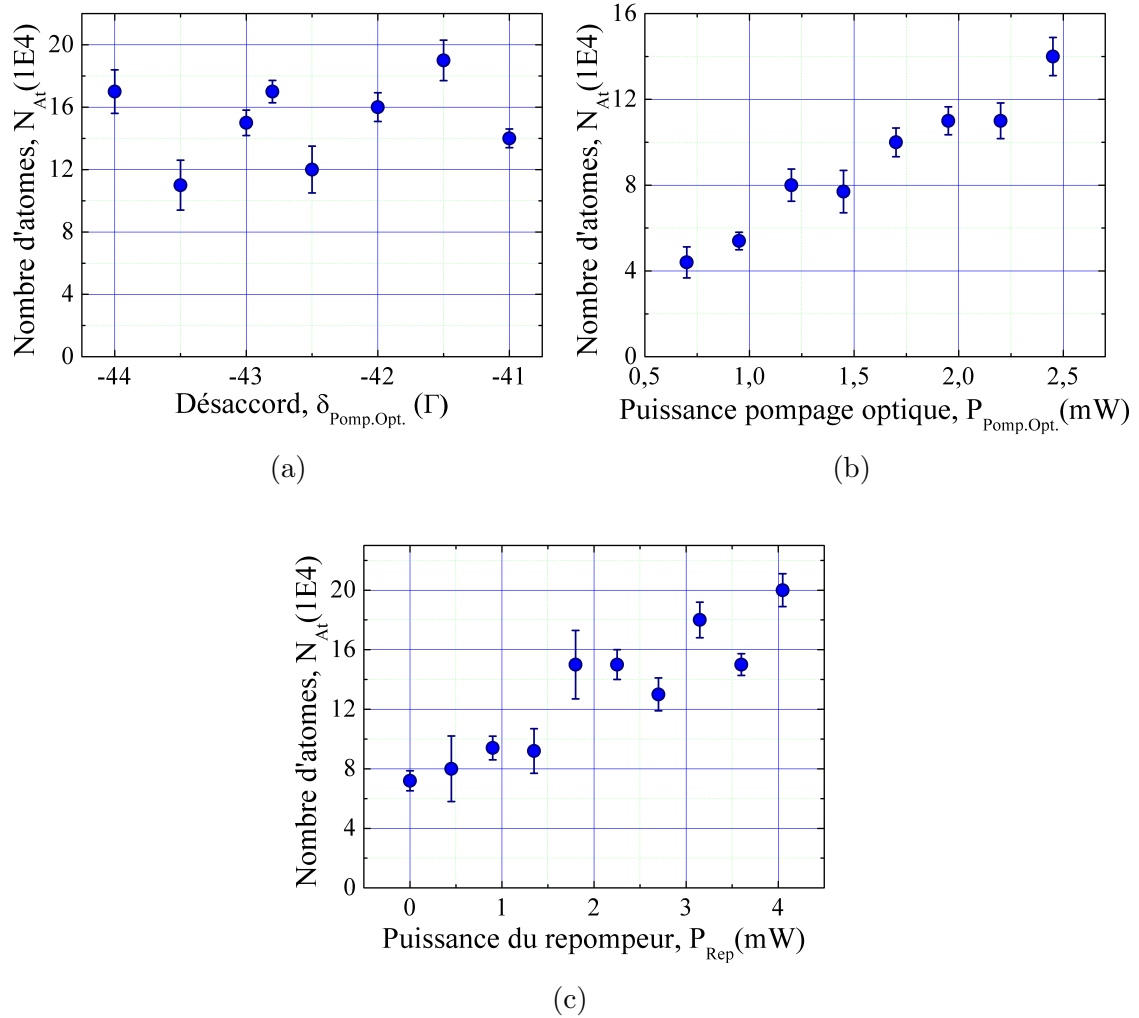 20
16
12
8
4
0
Nombre d'atomes, N_At(1E4)
-44 -43 -42 -41
Désaccord, δ_Pomp.Opt. (Γ)
(a)
16
12
8
4
0
Nombre d'atomes, N_At(1E4)
0,5 1,0 1,5 2,0 2,5
Puissance pompage optique, P_Pomp.Opt.(mW)
(b)
20
16
12
8
4
0
Nombre d'atomes, N_At(1E4)
0 1 2 3 4
Puissance du repompeur, P_Rep(mW)
(c)